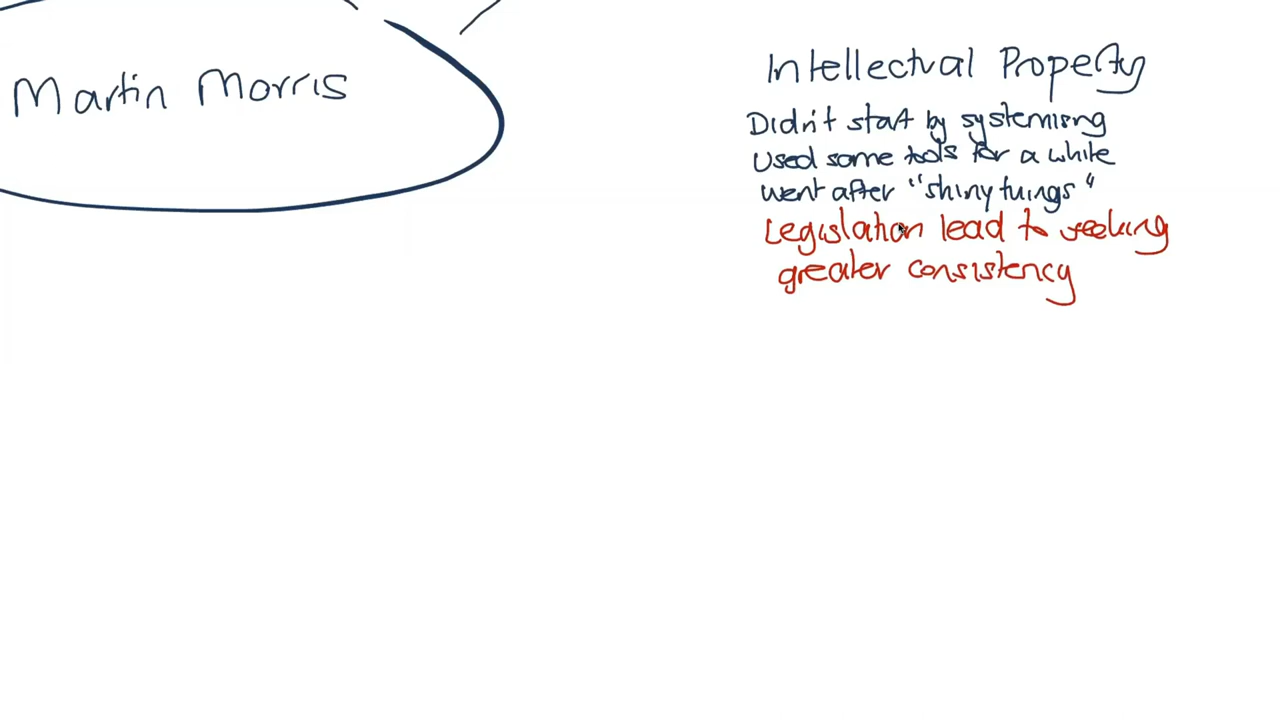 Martin Morris
Intellectual Property
Didn't start by systemising
Used some tools for a while
went after "shiny things"
Legislation lead to seeking
greater consistency